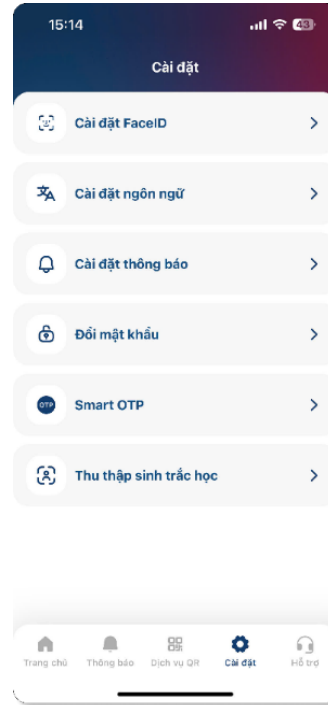 15:14
43
Cài đặt
Cài đặt FaceID
Cài đặt ngôn ngữ
Cài đặt thông báo
Đổi mật khẩu
OTP
Smart OTP
Thu thập sinh trắc học
Trang chủ
Thông báo
Dịch vụ QR
Cài đặt
Hỗ trợ